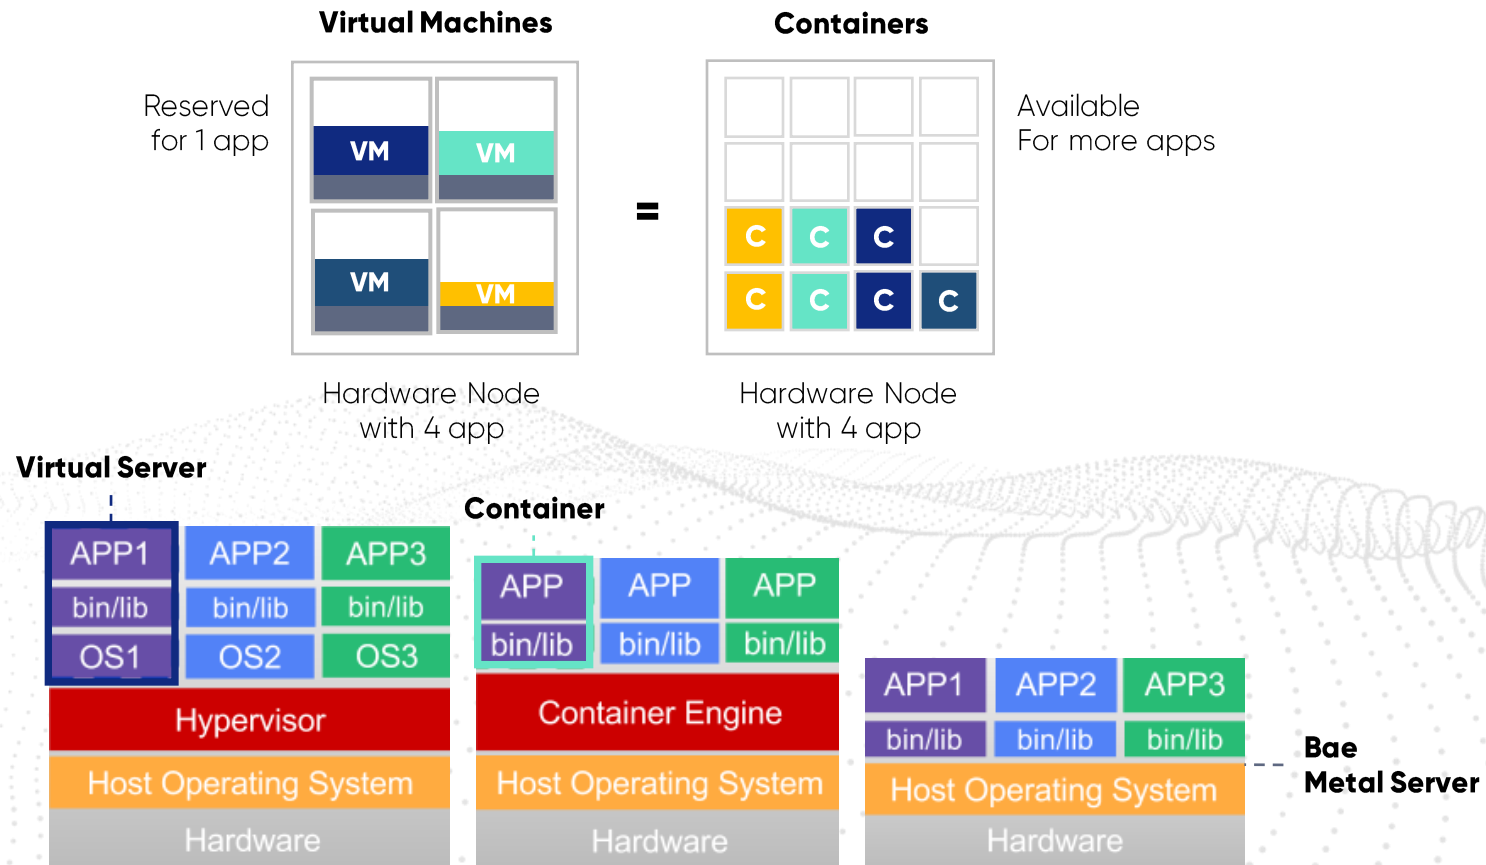 Virtual Machines
Containers
Reserved
for 1 app
VM
VM
VM
VM
=
C
C
C
C
C
C
C
Available
For more apps
Hardware Node
with 4 app
Hardware Node
with 4 app
Virtual Server
APP1
APP2
APP3
bin/lib
bin/lib
bin/lib
OS1
OS2
OS3
Hypervisor
Host Operating System
Hardware
Container
APP
APP
APP
bin/lib
bin/lib
bin/lib
Container Engine
Host Operating System
Hardware
APP1
APP2
APP3
bin/lib
bin/lib
bin/lib
Host Operating System
Hardware
Bae
Metal Server